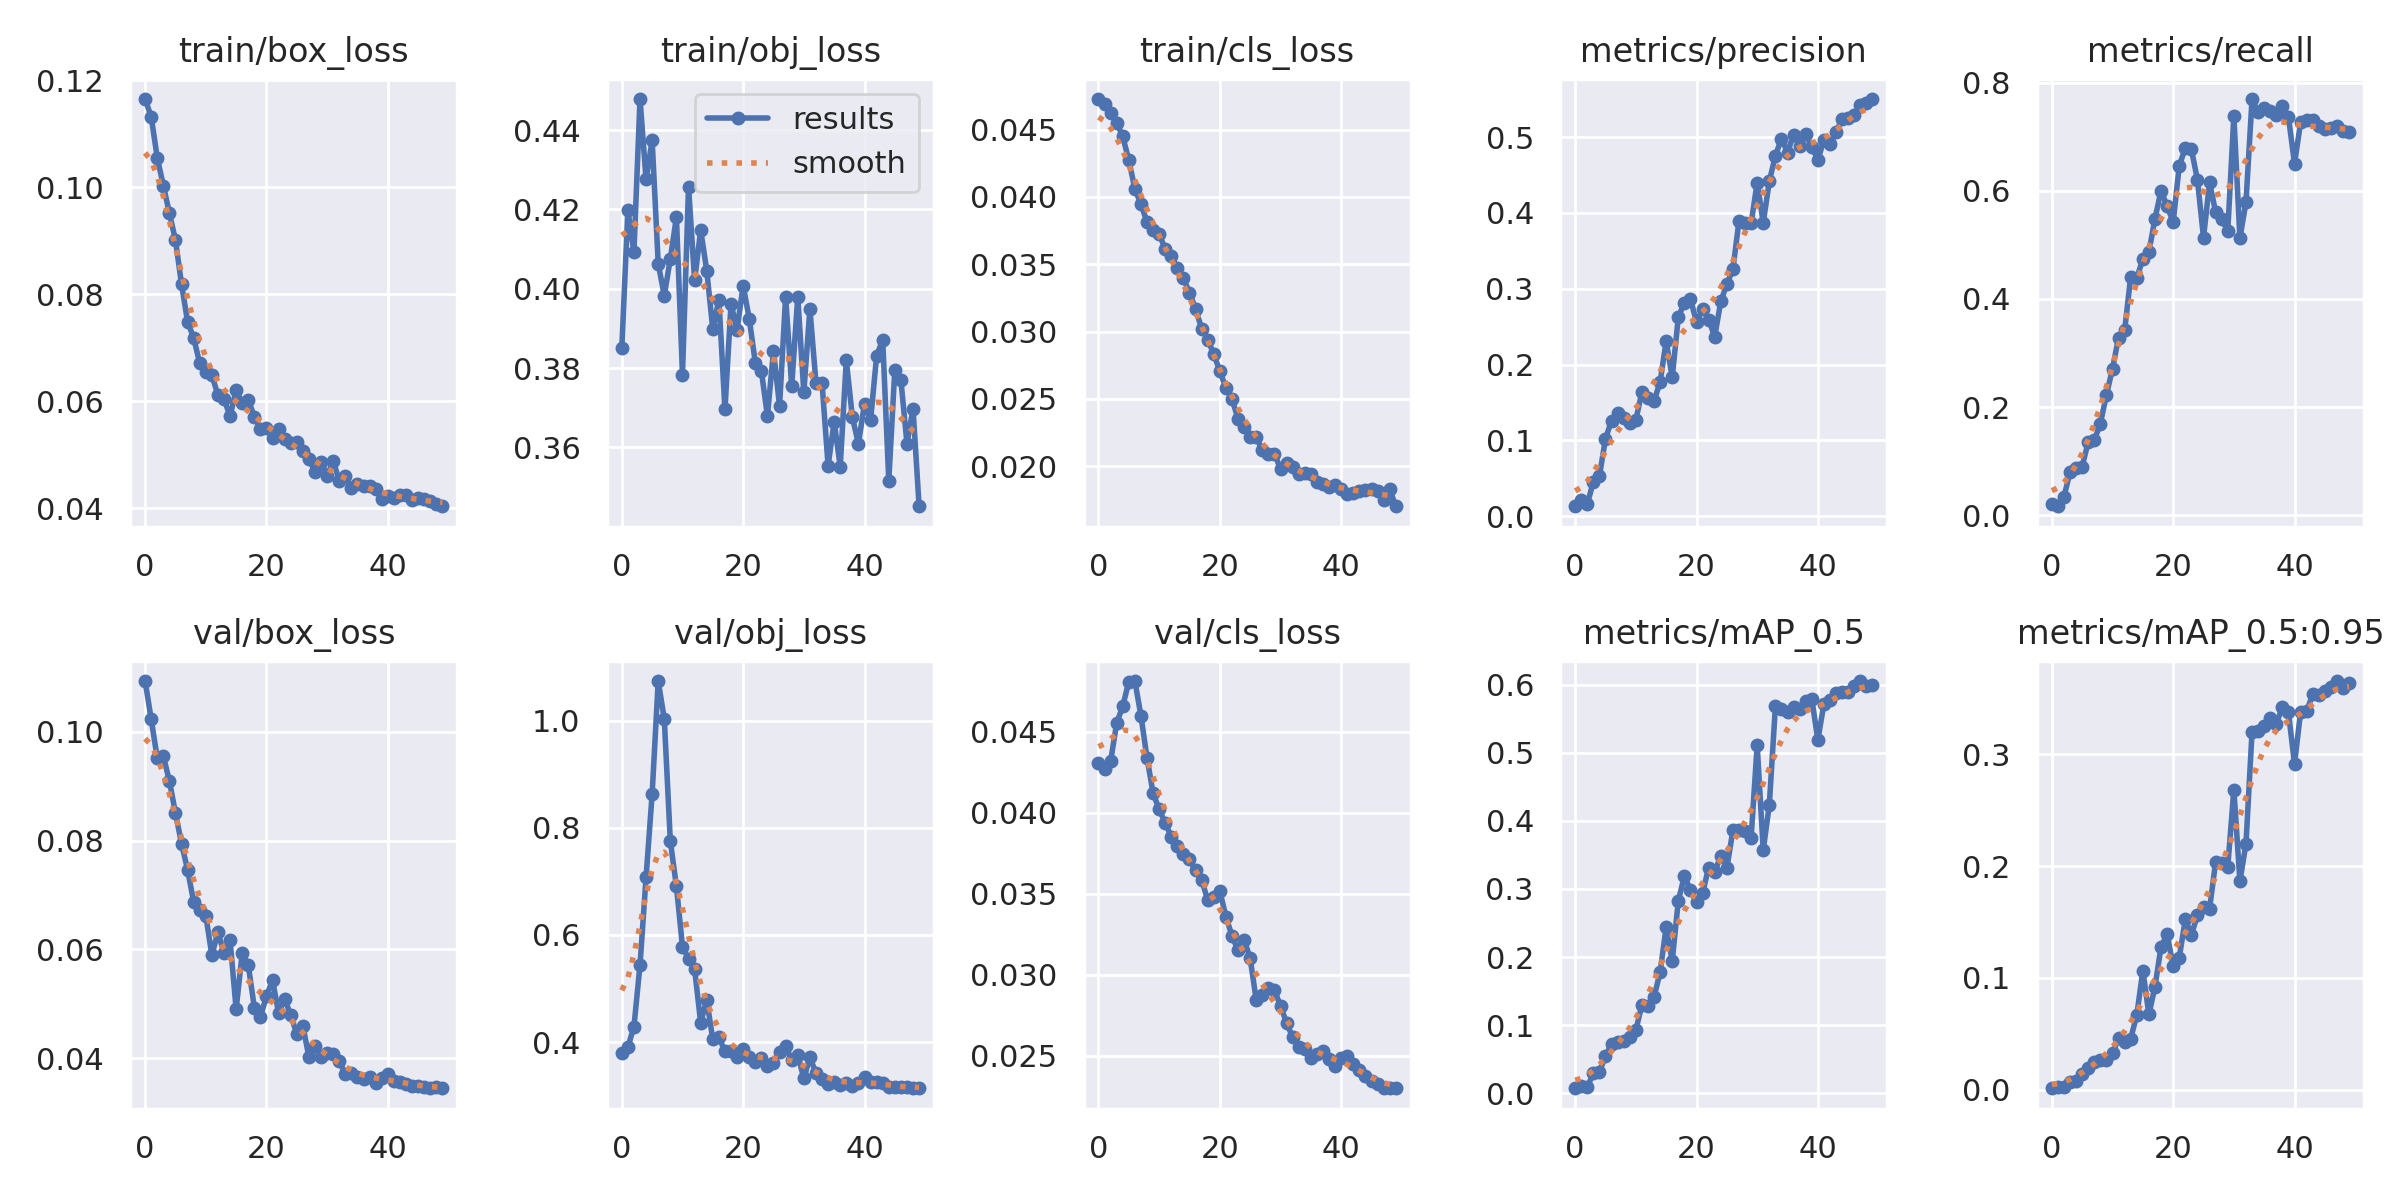 train/box_loss
0.12
0.10
0.08
0.06
0.04
0 20 40
train/obj_loss
results
smooth
0.44
0.42
0.40
0.38
0.36
0 20 40
train/cls_loss
0.045
0.040
0.035
0.030
0.025
0.020
0 20 40
metrics/precision
0.5
0.4
0.3
0.2
0.1
0.0
0 20 40
metrics/recall
0.8
0.6
0.4
0.2
0.0
0 20 40
val/box_loss
0.10
0.08
0.06
0.04
0 20 40
val/obj_loss
1.0
0.8
0.6
0.4
0 20 40
val/cls_loss
0.045
0.040
0.035
0.030
0.025
0 20 40
metrics/mAP_0.5
0.6
0.5
0.4
0.3
0.2
0.1
0.0
0 20 40
metrics/mAP_0.5:0.95
0.3
0.2
0.1
0.0
0 20 40